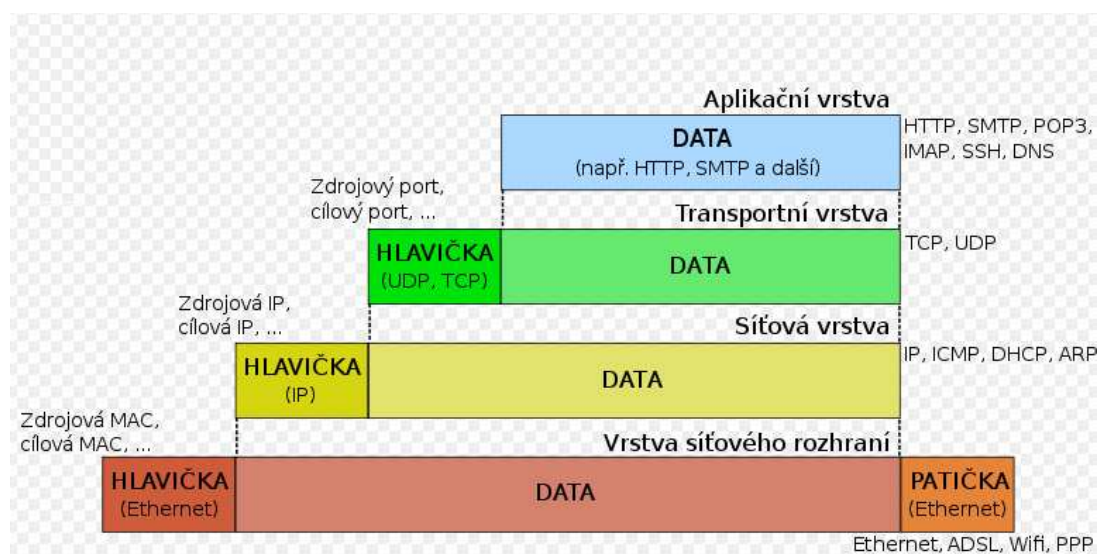 Aplikační vrstva
DATA
(např. HTTP, SMTP a další)
HTTP, SMTP, POP3,
IMAP, SSH, DNS
Zdrojový port,
cílový port, ...
Transportní vrstva
HLAVIČKA
(UDP, TCP)
DATA
TCP, UDP
Zdrojová IP,
cílová IP, ...
Síťová vrstva
HLAVIČKA
(IP)
DATA
IP, ICMP, DHCP, ARP
Zdrojová MAC,
cílová MAC, ...
Vrstva síťového rozhraní
HLAVIČKA
(Ethernet)
DATA
PATIČKA
(Ethernet)
Ethernet, ADSL, Wifi, PPP